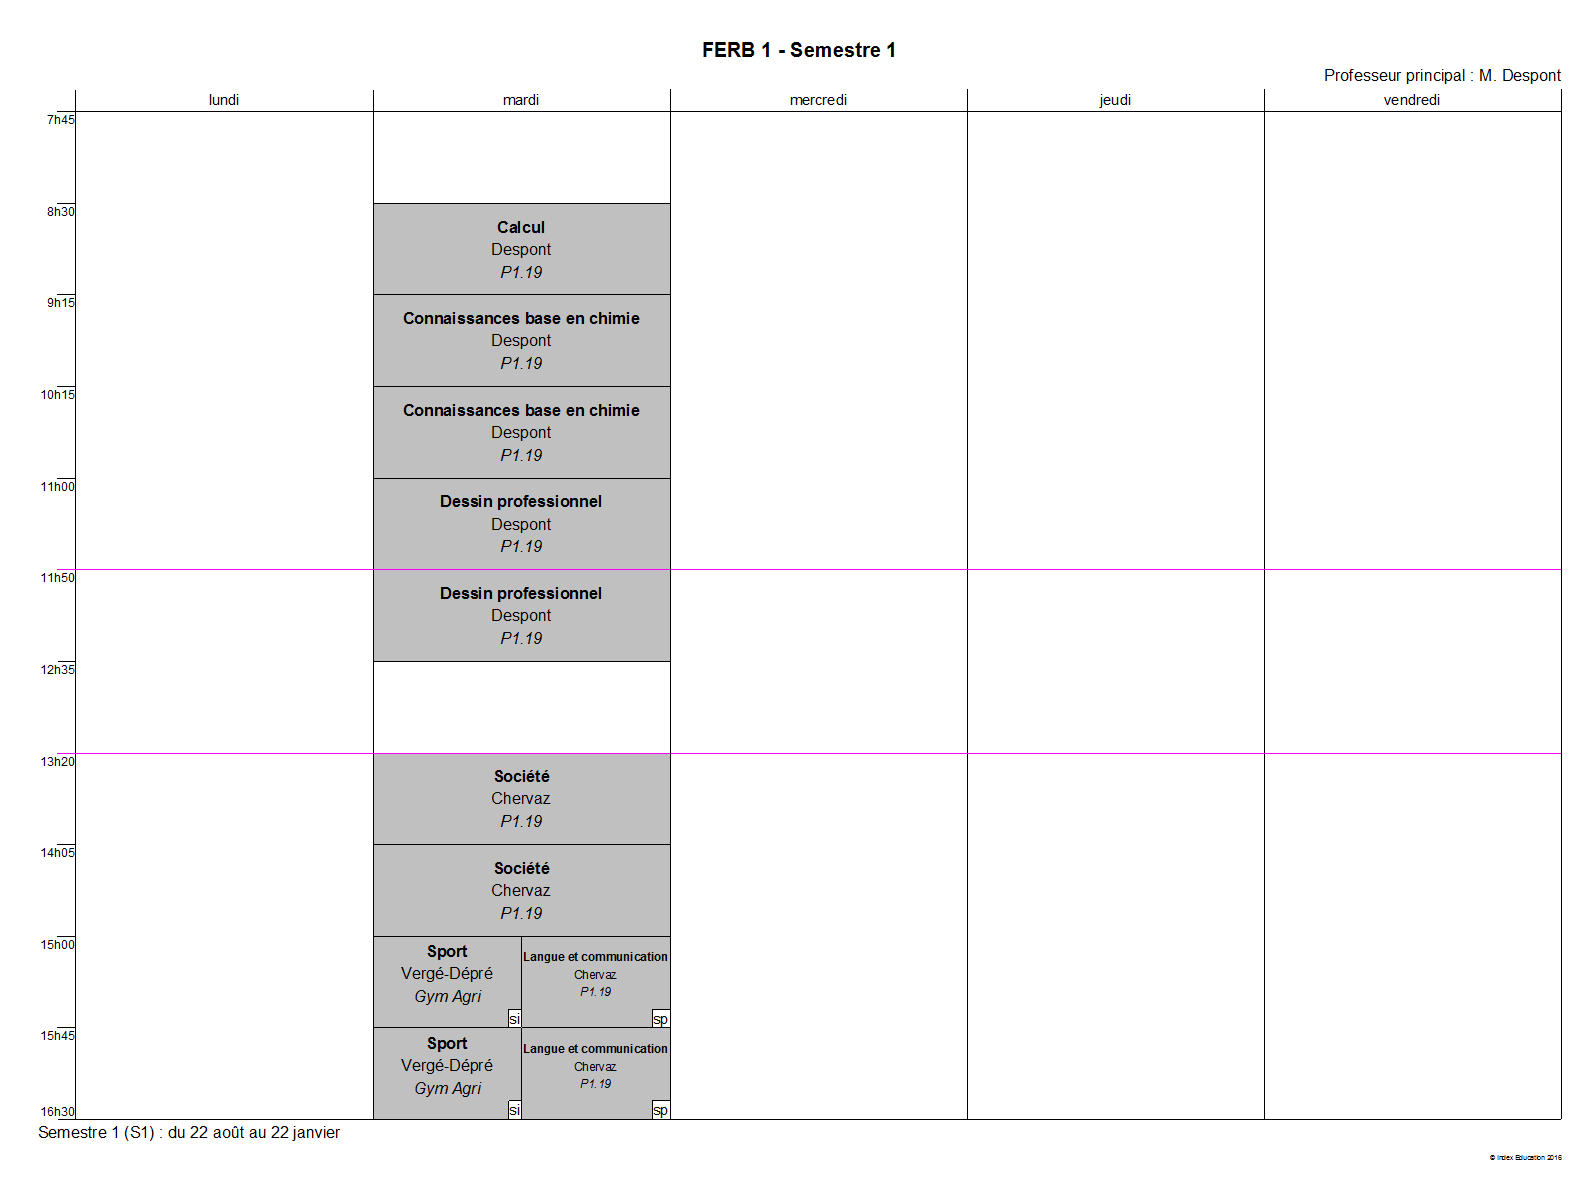 FERB 1 - Semestre 1
Professeur principal : M. Despont
lundi
mardi
mercredi
jeudi
vendredi
7h45
8h30
Calcul
Despont
P1.19
9h15
Connaissances base en chimie
Despont
P1.19
10h15
Connaissances base en chimie
Despont
P1.19
11h00
Dessin professionnel
Despont
P1.19
11h50
Dessin professionnel
Despont
P1.19
12h35
13h20
Société
Chervaz
P1.19
14h05
Société
Chervaz
P1.19
15h00
Sport
Vergé-Dépré
Gym Agri
si
Langue et communication
Chervaz
P1.19
sp
15h45
Sport
Vergé-Dépré
Gym Agri
si
Langue et communication
Chervaz
P1.19
sp
16h30
Semestre 1 (S1) : du 22 août au 22 janvier
© Index Education 2016